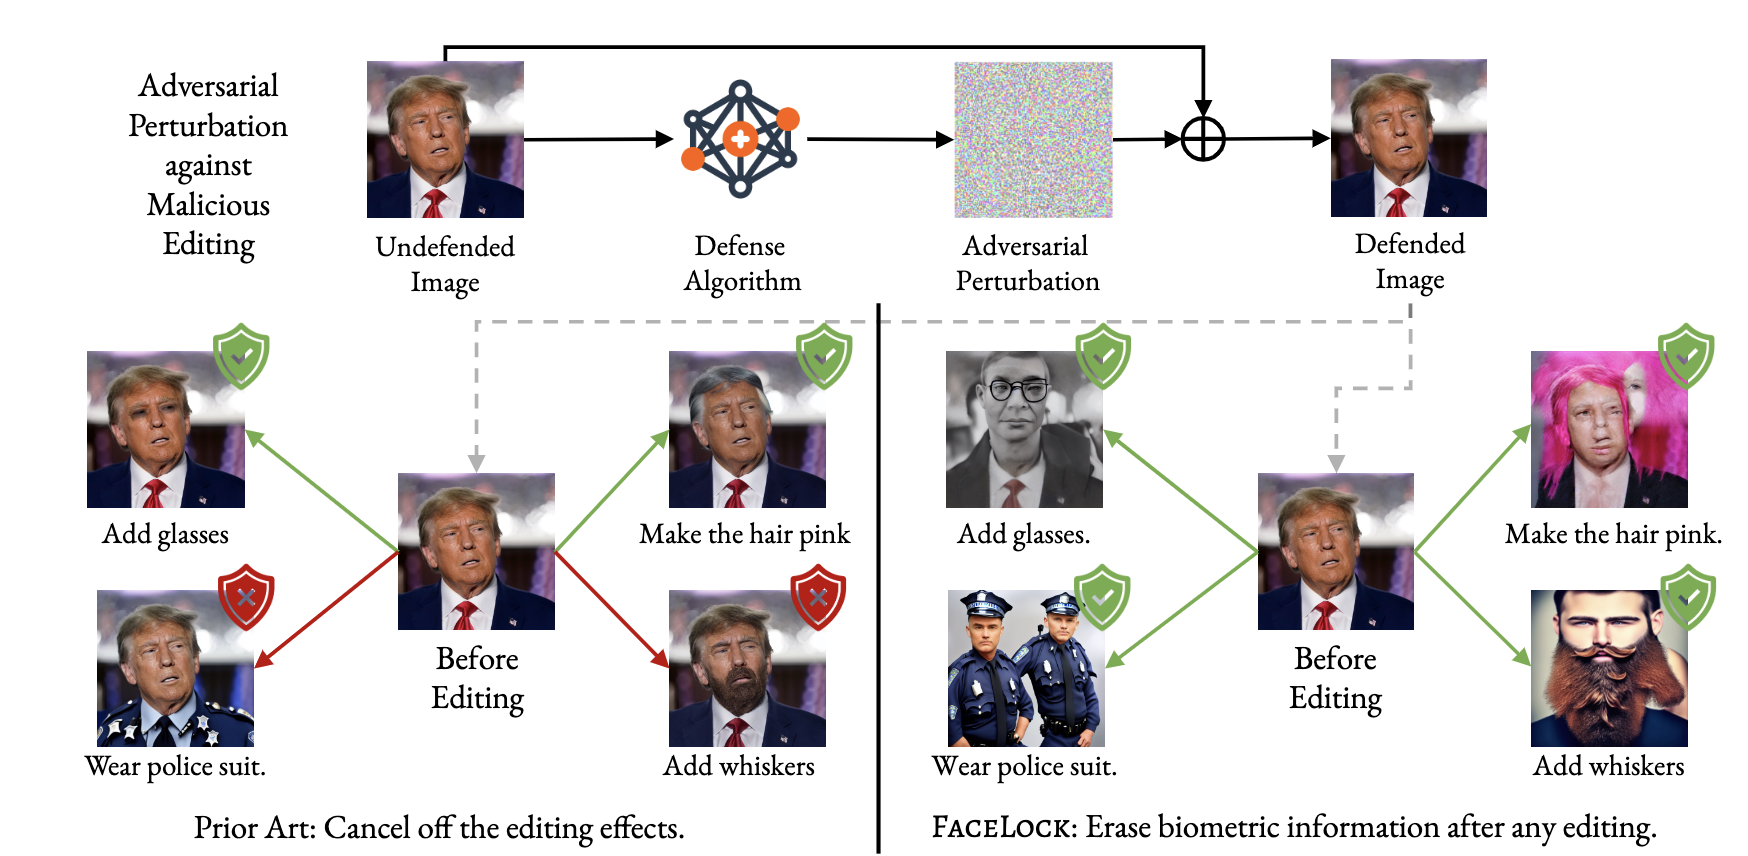 Adversarial
Perturbation
against
Malicious
Editing
Undefended
Image
Defense
Algorithm
Adversarial
Perturbation
Defended
Image
Add glasses
Make the hair pink
Before
Editing
Wear police suit.
Add whiskers
Prior Art: Cancel off the editing effects.
Add glasses.
Make the hair pink.
Before
Editing
Wear police suit.
Add whiskers
FACELOCK: Erase biometric information after any editing.